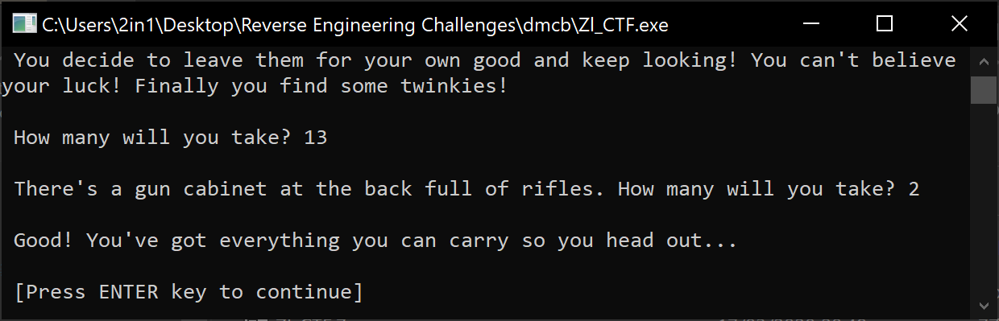 C:\Users\2in1\Desktop\Reverse Engineering Challenges\dmcb\Zl_CTF.exe
You decide to leave them for your own good and keep looking! You can't believe
your luck! Finally you find some twinkies!
How many will you take? 13
There's a gun cabinet at the back full of rifles. How many will you take? 2
Good! You've got everything you can carry so you head out...
[Press ENTER key to continue]